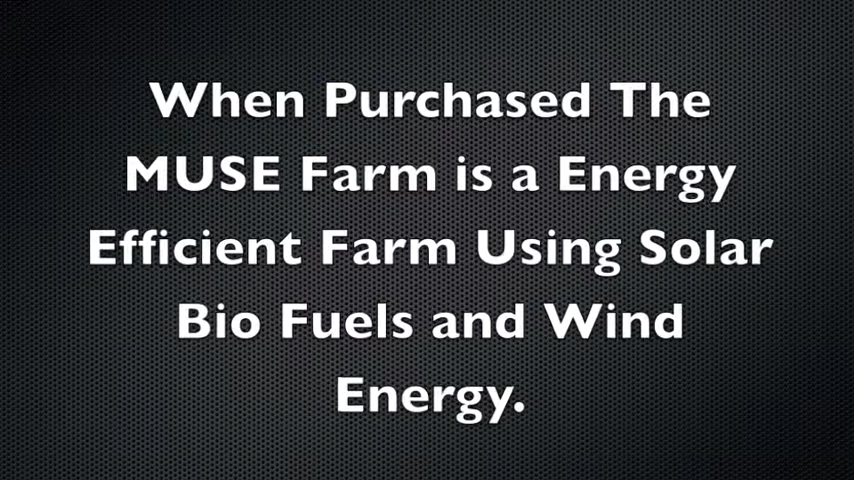 When Purchased The
MUSE Farm is a Energy
Efficient Farm Using Solar
Bio Fuels and Wind
Energy.